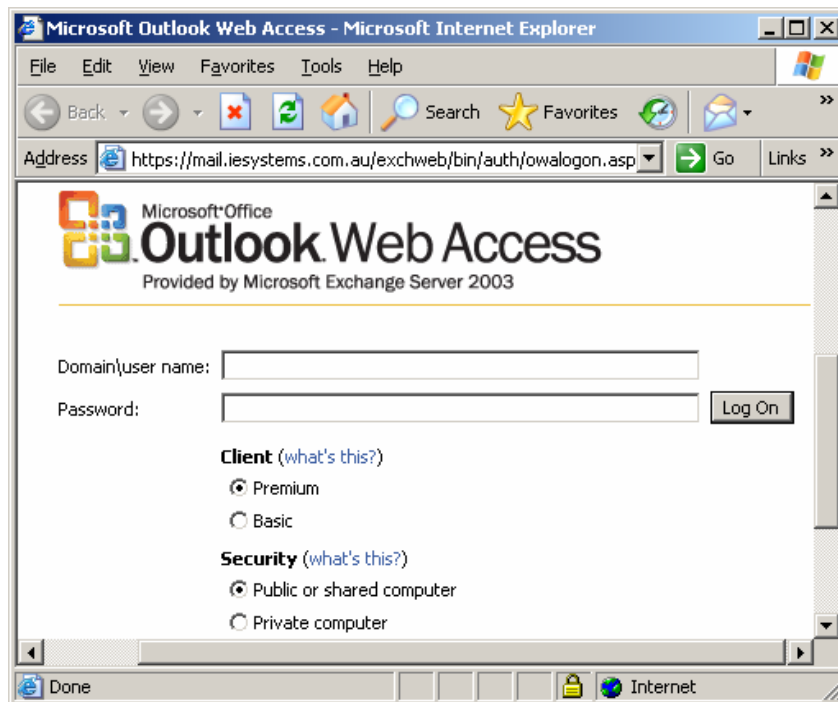 Microsoft Outlook Web Access - Microsoft Internet Explorer
File Edit View Favorites Tools Help
Back Search Favorites »
Address https://mail.iesystems.com.au/exchweb/bin/auth/owalogon.asp Go Links »
Microsoft Office
Outlook Web Access
Provided by Microsoft Exchange Server 2003
Domain\user name:
Password: Log On
Client (what's this?)
Premium
Basic
Security (what's this?)
Public or shared computer
Private computer
Done Internet